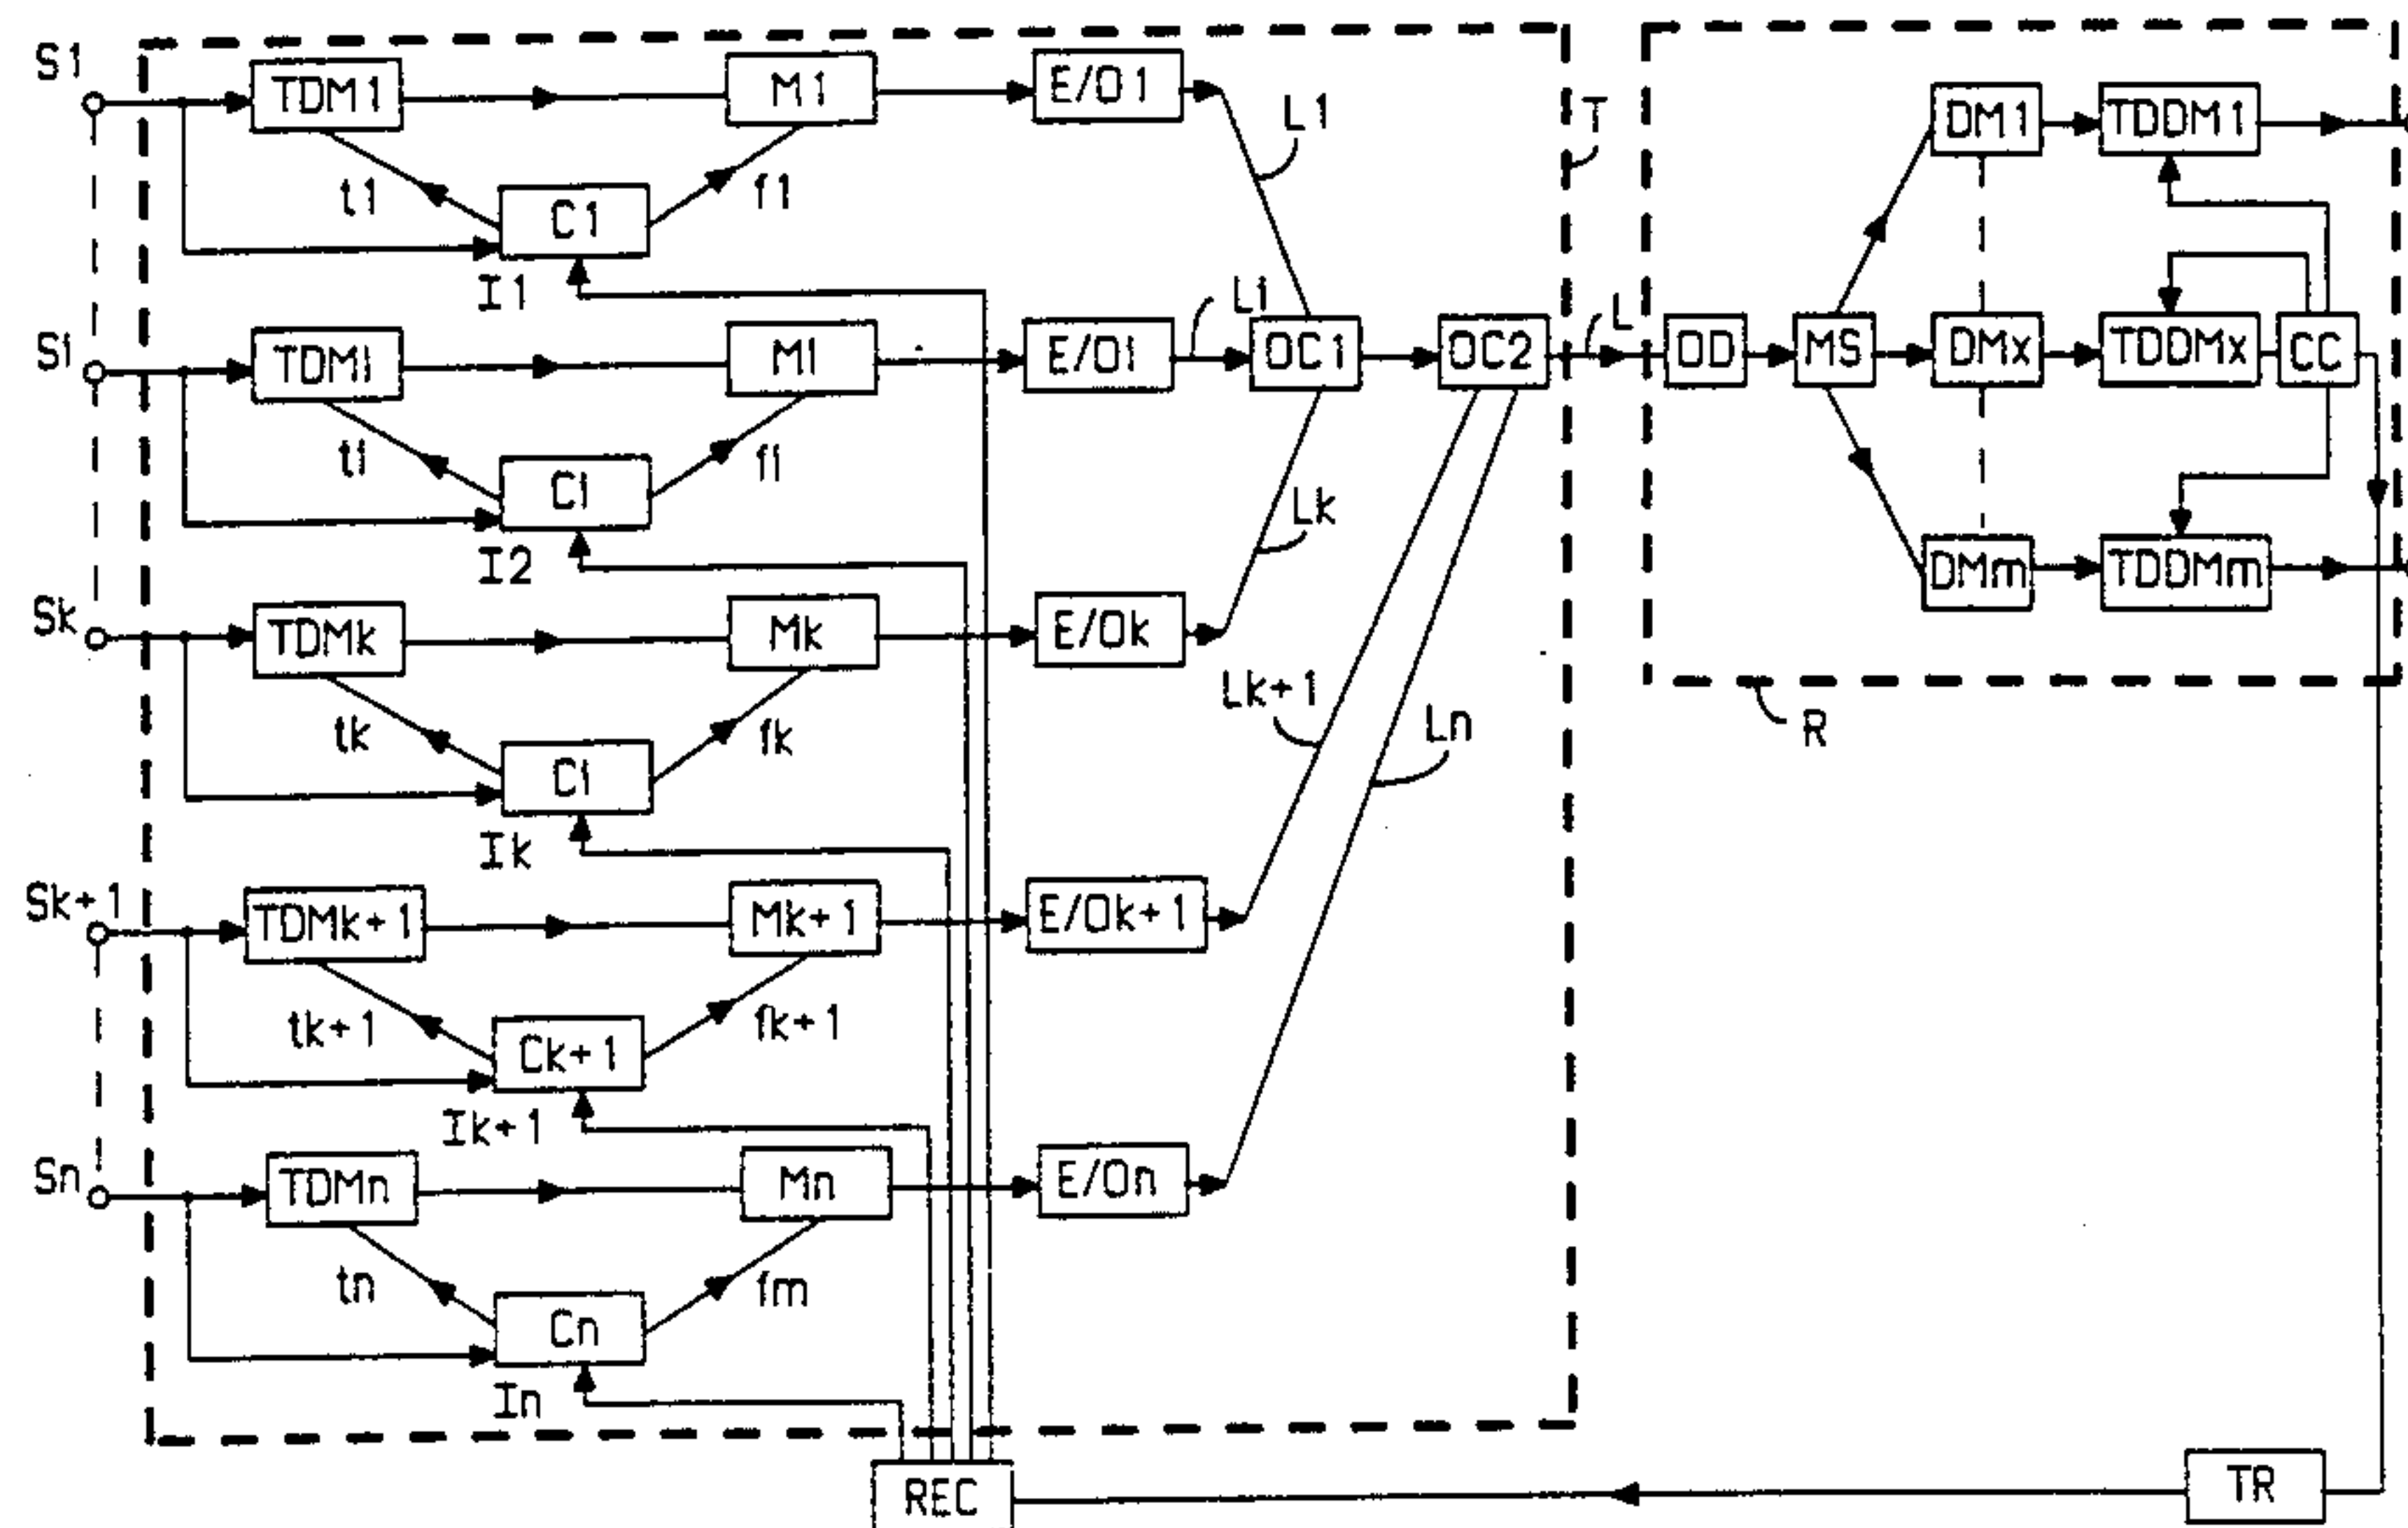 S1
TDM1
M1
E/O1
L1
T
DM1
TDDM1
t1
C1
f1
I1
Si
TDMi
Mi
E/Oi
Li
OC1
OC2
L
OD
MS
DMx
TDDMx
CC
ti
Ci
fi
I2
Lk
DMm
TDDMm
Sk
TDMk
Mk
E/Ok
tk
Ci
fk
Ik
Lk+1
Ln
R
Sk+1
TDMk+1
Mk+1
E/Ok+1
tk+1
Ck+1
fk+1
Ik+1
Sn
TDMn
Mn
E/On
tn
Cn
fm
In
REC
TR